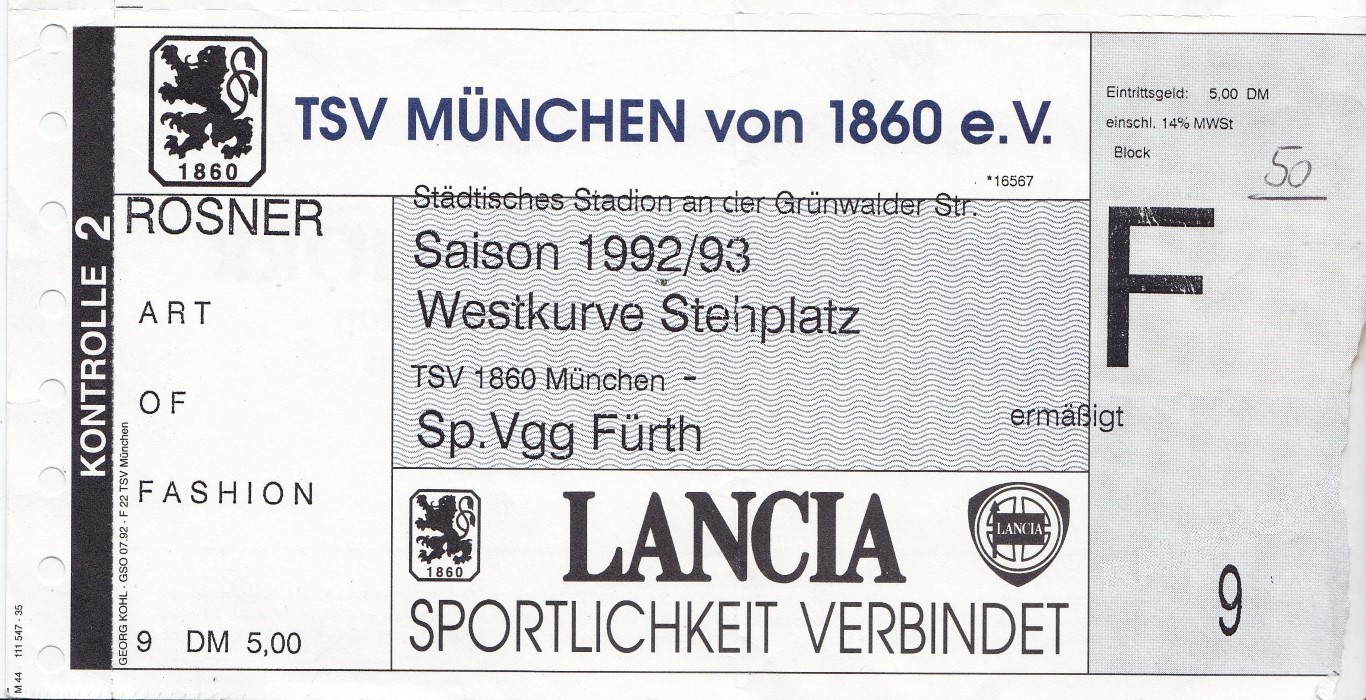 1860
TSV MÜNCHEN von 1860 e.V.
*16567
Eintrittsgeld: 5,00 DM
einschl. 14% MWSt
Block
50
F
KONTROLLE 2
ROSNER
ART
OF
FASHION
9 DM 5,00
GEORG KOHL · GSO 07.92 · F 22 TSV München
M 44 111 547 - 35
Städtisches Stadion an der Grünwalder Str.
Saison 1992/93
Westkurve Stehplatz
TSV 1860 München -
Sp.Vgg Fürth
ermäßigt
1860
LANCIA
LANCIA
SPORTLICHKEIT VERBINDET
9